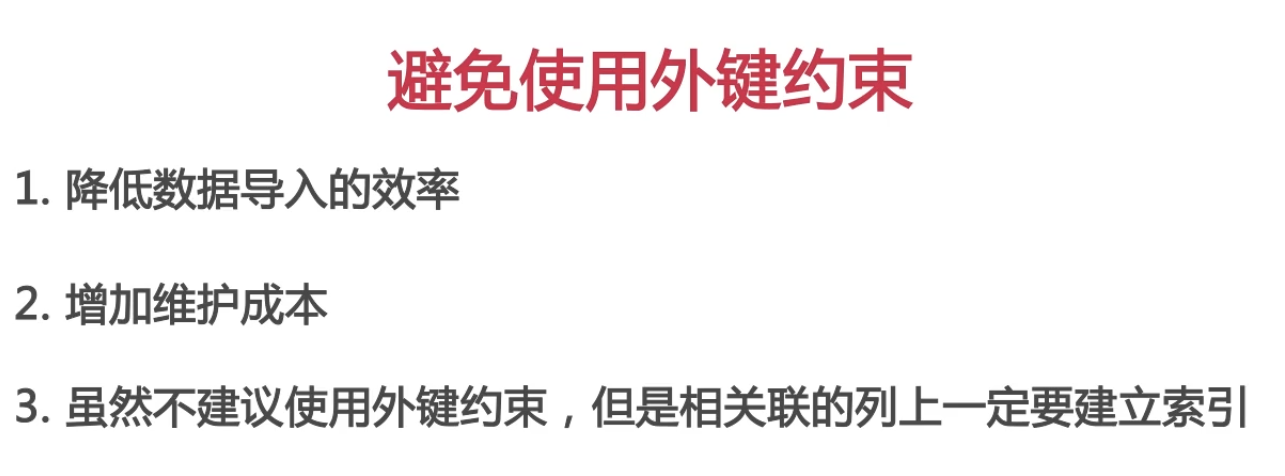 避免使用外键约束
1. 降低数据导入的效率
2. 增加维护成本
3. 虽然不建议使用外键约束，但是相关联的列上一定要建立索引